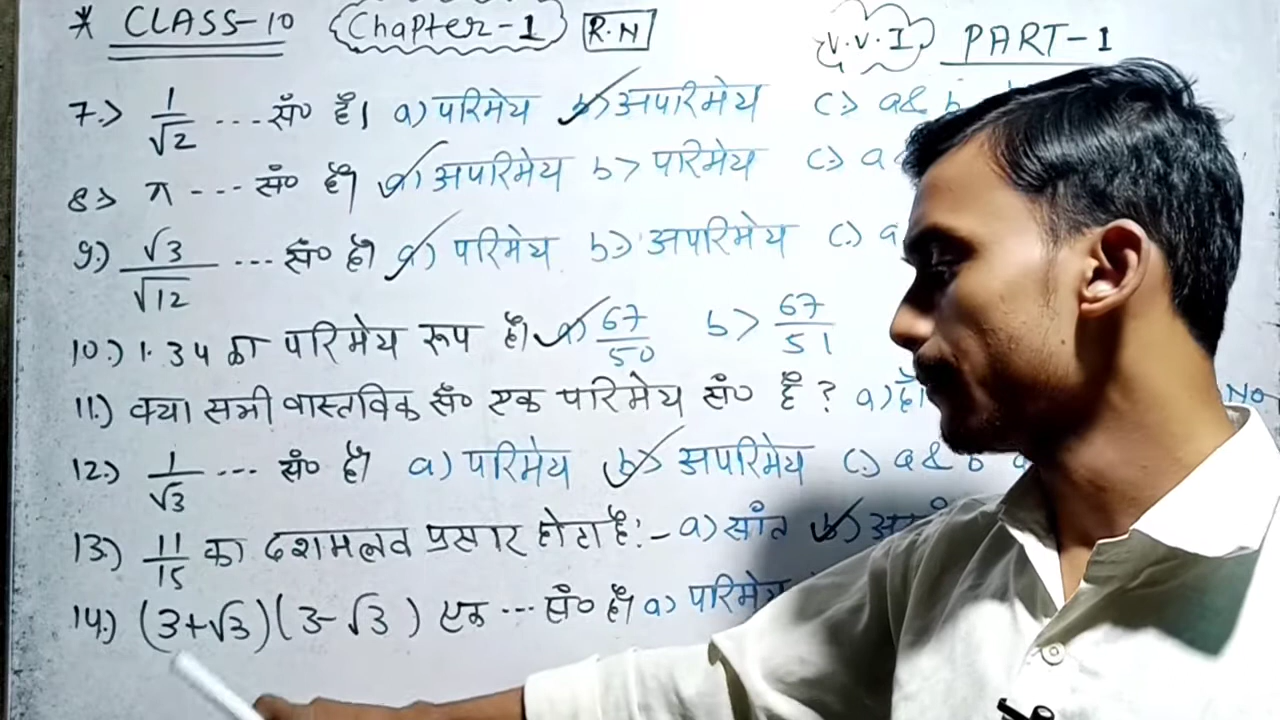 * CLASS-10 Chapter-1 R.N V.V.I PART-1
7.> 1/√2 ....सं० है। a) परिमेय b) अपरिमेय c.> a& b
8.> π .... सं० है। a) अपरिमेय b> परिमेय c.> a
9.) √3/√12 ... सं० है। a) परिमेय b.> अपरिमेय c.) a
10.) 1.34 का परिमेय रूप है। a) 67/50 b> 67/51
11.) क्या सभी वास्तविक सं० एक परिमेय सं० है ? a) हाँ No
12.) 1/√3 ... सं० है। a) परिमेय b> अपरिमेय c.) a & b
13.) 11/15 का दशमलव प्रसार होता है:- a) सांत b)
14.) (3+√3)(3-√3) एक ... सं० है। a) परिमेय